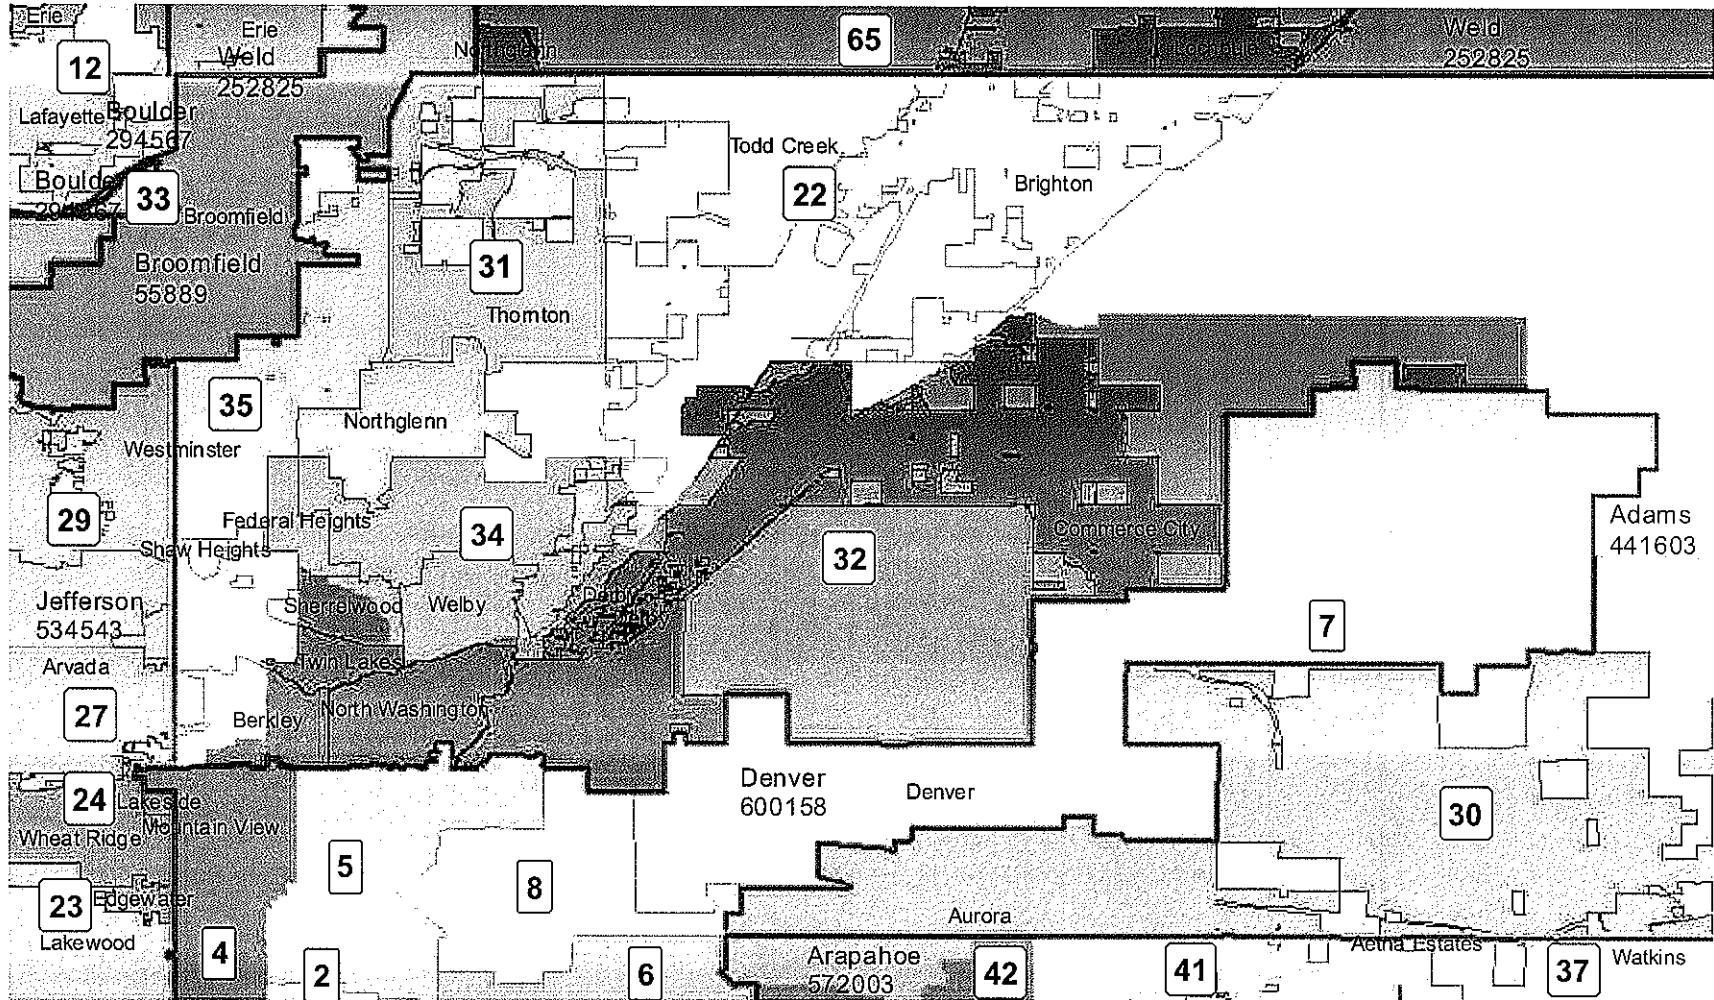 Erie
Erie
65
Weld
252825
12
Weld
252825
Northglenn
Lochbuie
Lafayette
Boulder
294567
Todd Creek
Boulder
294567
33
Broomfield
22
Brighton
Broomfield
55889
31
Thornton
35
Northglenn
Westminster
29
Federal Heights
34
Shaw Heights
32
Commerce City
Adams
441603
Jefferson
534543
Sherrelwood
Welby
Derby
7
Arvada
Twin Lakes
27
Berkley
North Washington
Denver
600158
Denver
24
Lakeside
Wheat Ridge
Mountain View
30
5
8
23
Edgewater
Lakewood
Aurora
4
2
6
Arapahoe
572003
42
41
Aetna Estates
37
Watkins